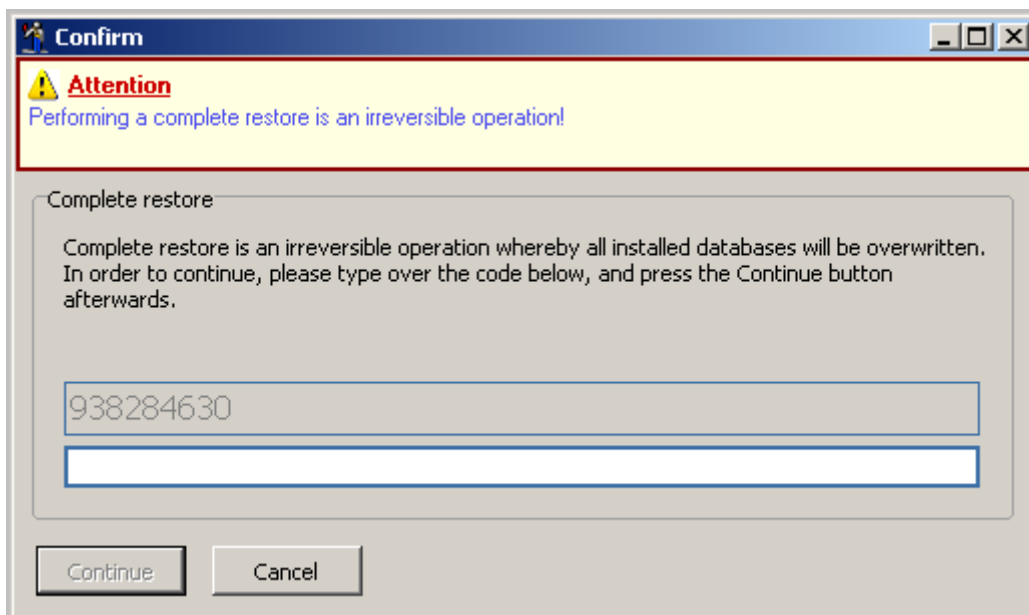 Confirm
Attention
Performing a complete restore is an irreversible operation!
Complete restore
Complete restore is an irreversible operation whereby all installed databases will be overwritten.
In order to continue, please type over the code below, and press the Continue button
afterwards.
938284630
Continue
Cancel